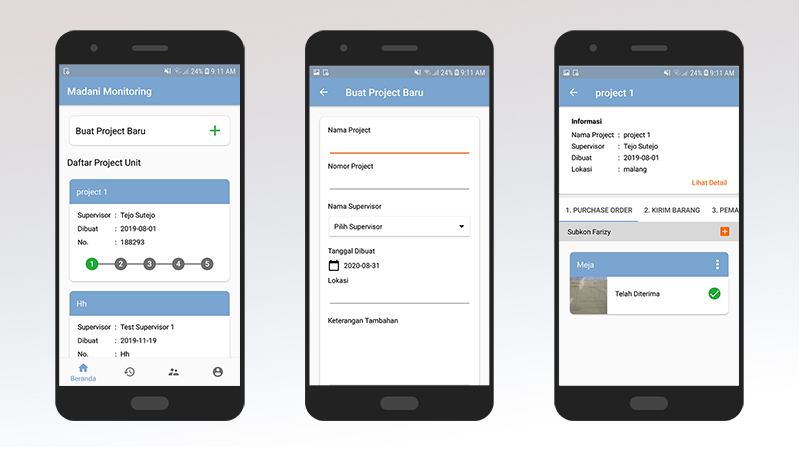 24% 9:11 AM
Madani Monitoring
Buat Project Baru
Daftar Project Unit
project 1
Supervisor : Tejo Sutejo
Dibuat : 2019-08-01
No. : 188293
1 2 3 4 5
Hh
Supervisor : Test Supervisor 1
Dibuat : 2019-11-19
No. : Hh
Beranda
24% 9:11 AM
Buat Project Baru
Nama Project
Nomor Project
Nama Supervisor
Pilih Supervisor
Tanggal Dibuat
2020-08-31
Lokasi
Keterangan Tambahan
24% 9:11 AM
project 1
Informasi
Nama Project : project 1
Supervisor : Tejo Sutejo
Dibuat : 2019-08-01
Lokasi : malang
Lihat Detail
1. PURCHASE ORDER 2. KIRIM BARANG 3. PEMA
Subkon Farizy
Meja
Telah Diterima